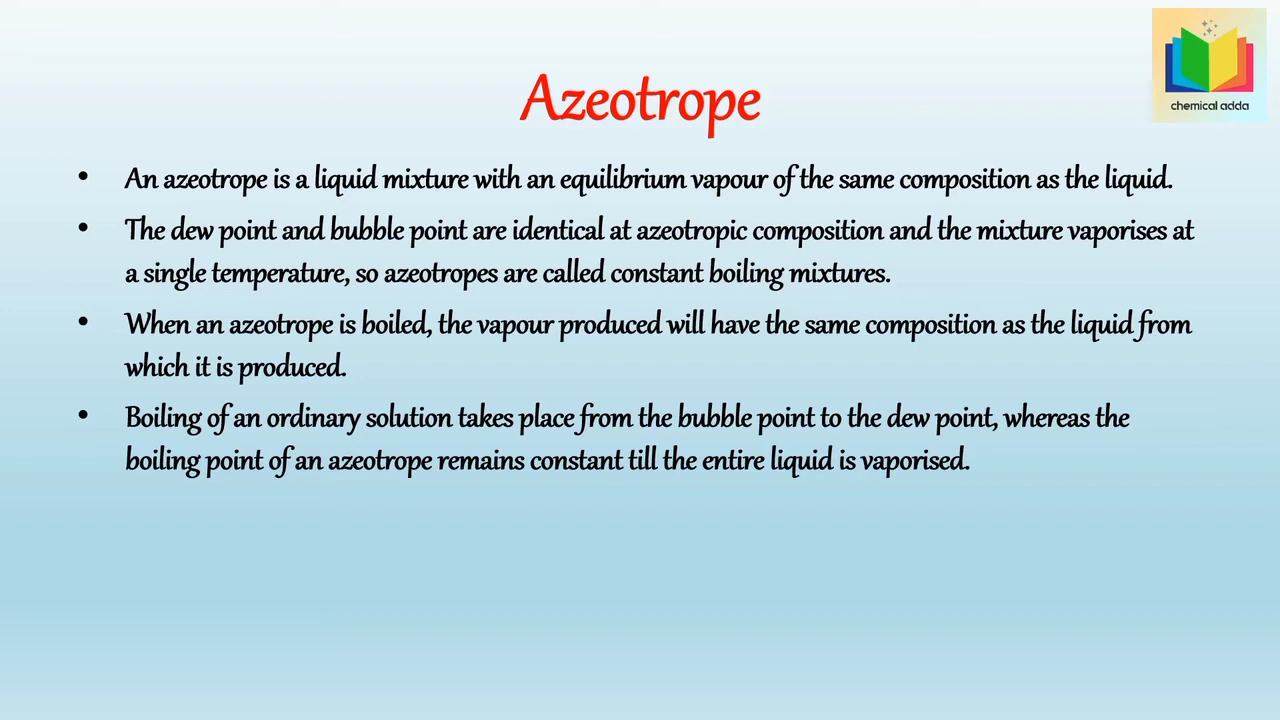 chemical adda
Azeotrope
• An azeotrope is a liquid mixture with an equilibrium vapour of the same composition as the liquid.
• The dew point and bubble point are identical at azeotropic composition and the mixture vaporises at
a single temperature, so azeotropes are called constant boiling mixtures.
• When an azeotrope is boiled, the vapour produced will have the same composition as the liquid from
which it is produced.
• Boiling of an ordinary solution takes place from the bubble point to the dew point, whereas the
boiling point of an azeotrope remains constant till the entire liquid is vaporised.